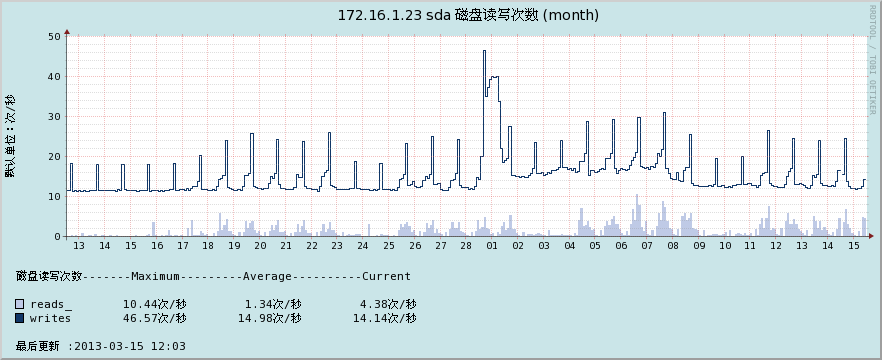 172.16.1.23 sda 磁盘读写次数 (month)
RRDTOOL / TOBI OETIKER
默认单位：次/秒
50
40
30
20
10
0
13 14 15 16 17 18 19 20 21 22 23 24 25 26 27 28 01 02 03 04 05 06 07 08 09 10 11 12 13 14 15
磁盘读写次数-------Maximum---------Average----------Current
reads_ 10.44次/秒 1.34次/秒 4.38次/秒
writes 46.57次/秒 14.98次/秒 14.14次/秒
最后更新 :2013-03-15 12:03